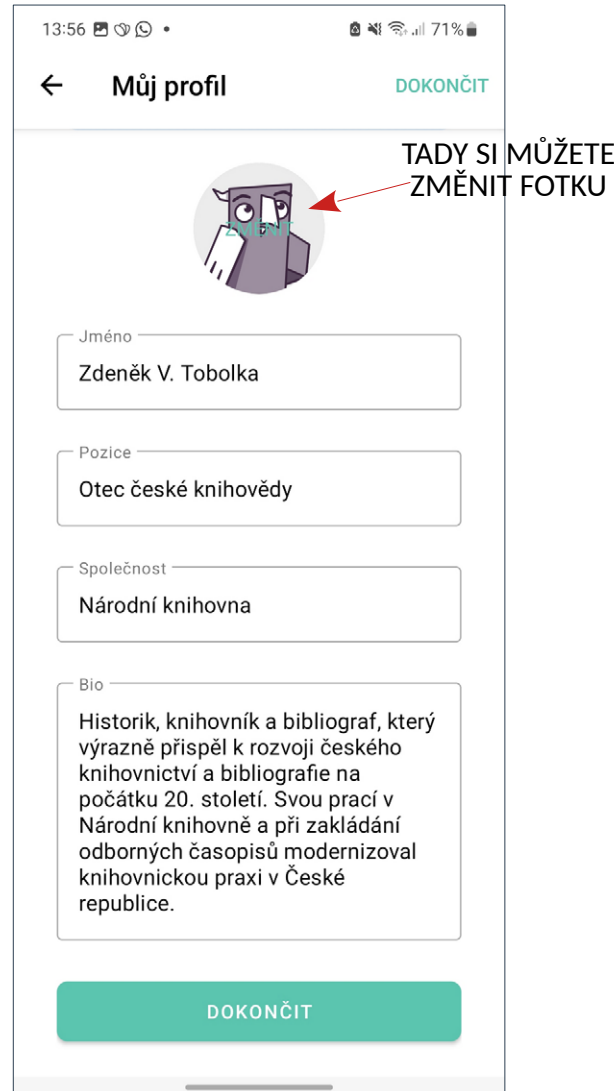 13:56 71%
Můj profil DOKONČIT
TADY SI MŮŽETE
ZMĚNIT FOTKU
ZMĚNIT
Jméno
Zdeněk V. Tobolka
Pozice
Otec české knihovědy
Společnost
Národní knihovna
Bio
Historik, knihovník a bibliograf, který
výrazně přispěl k rozvoji českého
knihovnictví a bibliografie na
počátku 20. století. Svou prací v
Národní knihovně a při zakládání
odborných časopisů modernizoval
knihovnickou praxi v České
republice.
DOKONČIT